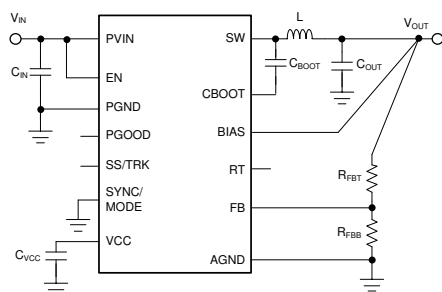 VIN
CIN
PVIN
EN
PGND
PGOOD
SS/TRK
SYNC/
MODE
VCC
CVCC
SW
CBOOT
BIAS
RT
FB
AGND
L
CBOOT
COUT
VOUT
RFBT
RFBB